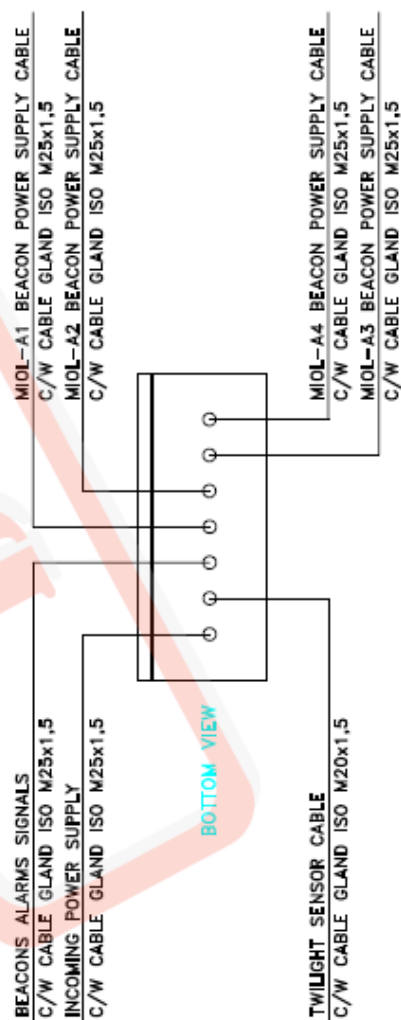 MIOL-A1 BEACON POWER SUPPLY CABLE
C/W CABLE GLAND ISO M25x1,5
MIOL-A2 BEACON POWER SUPPLY CABLE
C/W CABLE GLAND ISO M25x1,5
MIOL-A4 BEACON POWER SUPPLY CABLE
C/W CABLE GLAND ISO M25x1,5
MIOL-A3 BEACON POWER SUPPLY CABLE
C/W CABLE GLAND ISO M25x1,5
BEACONS ALARMS SIGNALS
C/W CABLE GLAND ISO M25x1,5
INCOMING POWER SUPPLY
C/W CABLE GLAND ISO M25x1,5
BOTTOM VIEW
TWILIGHT SENSOR CABLE
C/W CABLE GLAND ISO M20x1,5